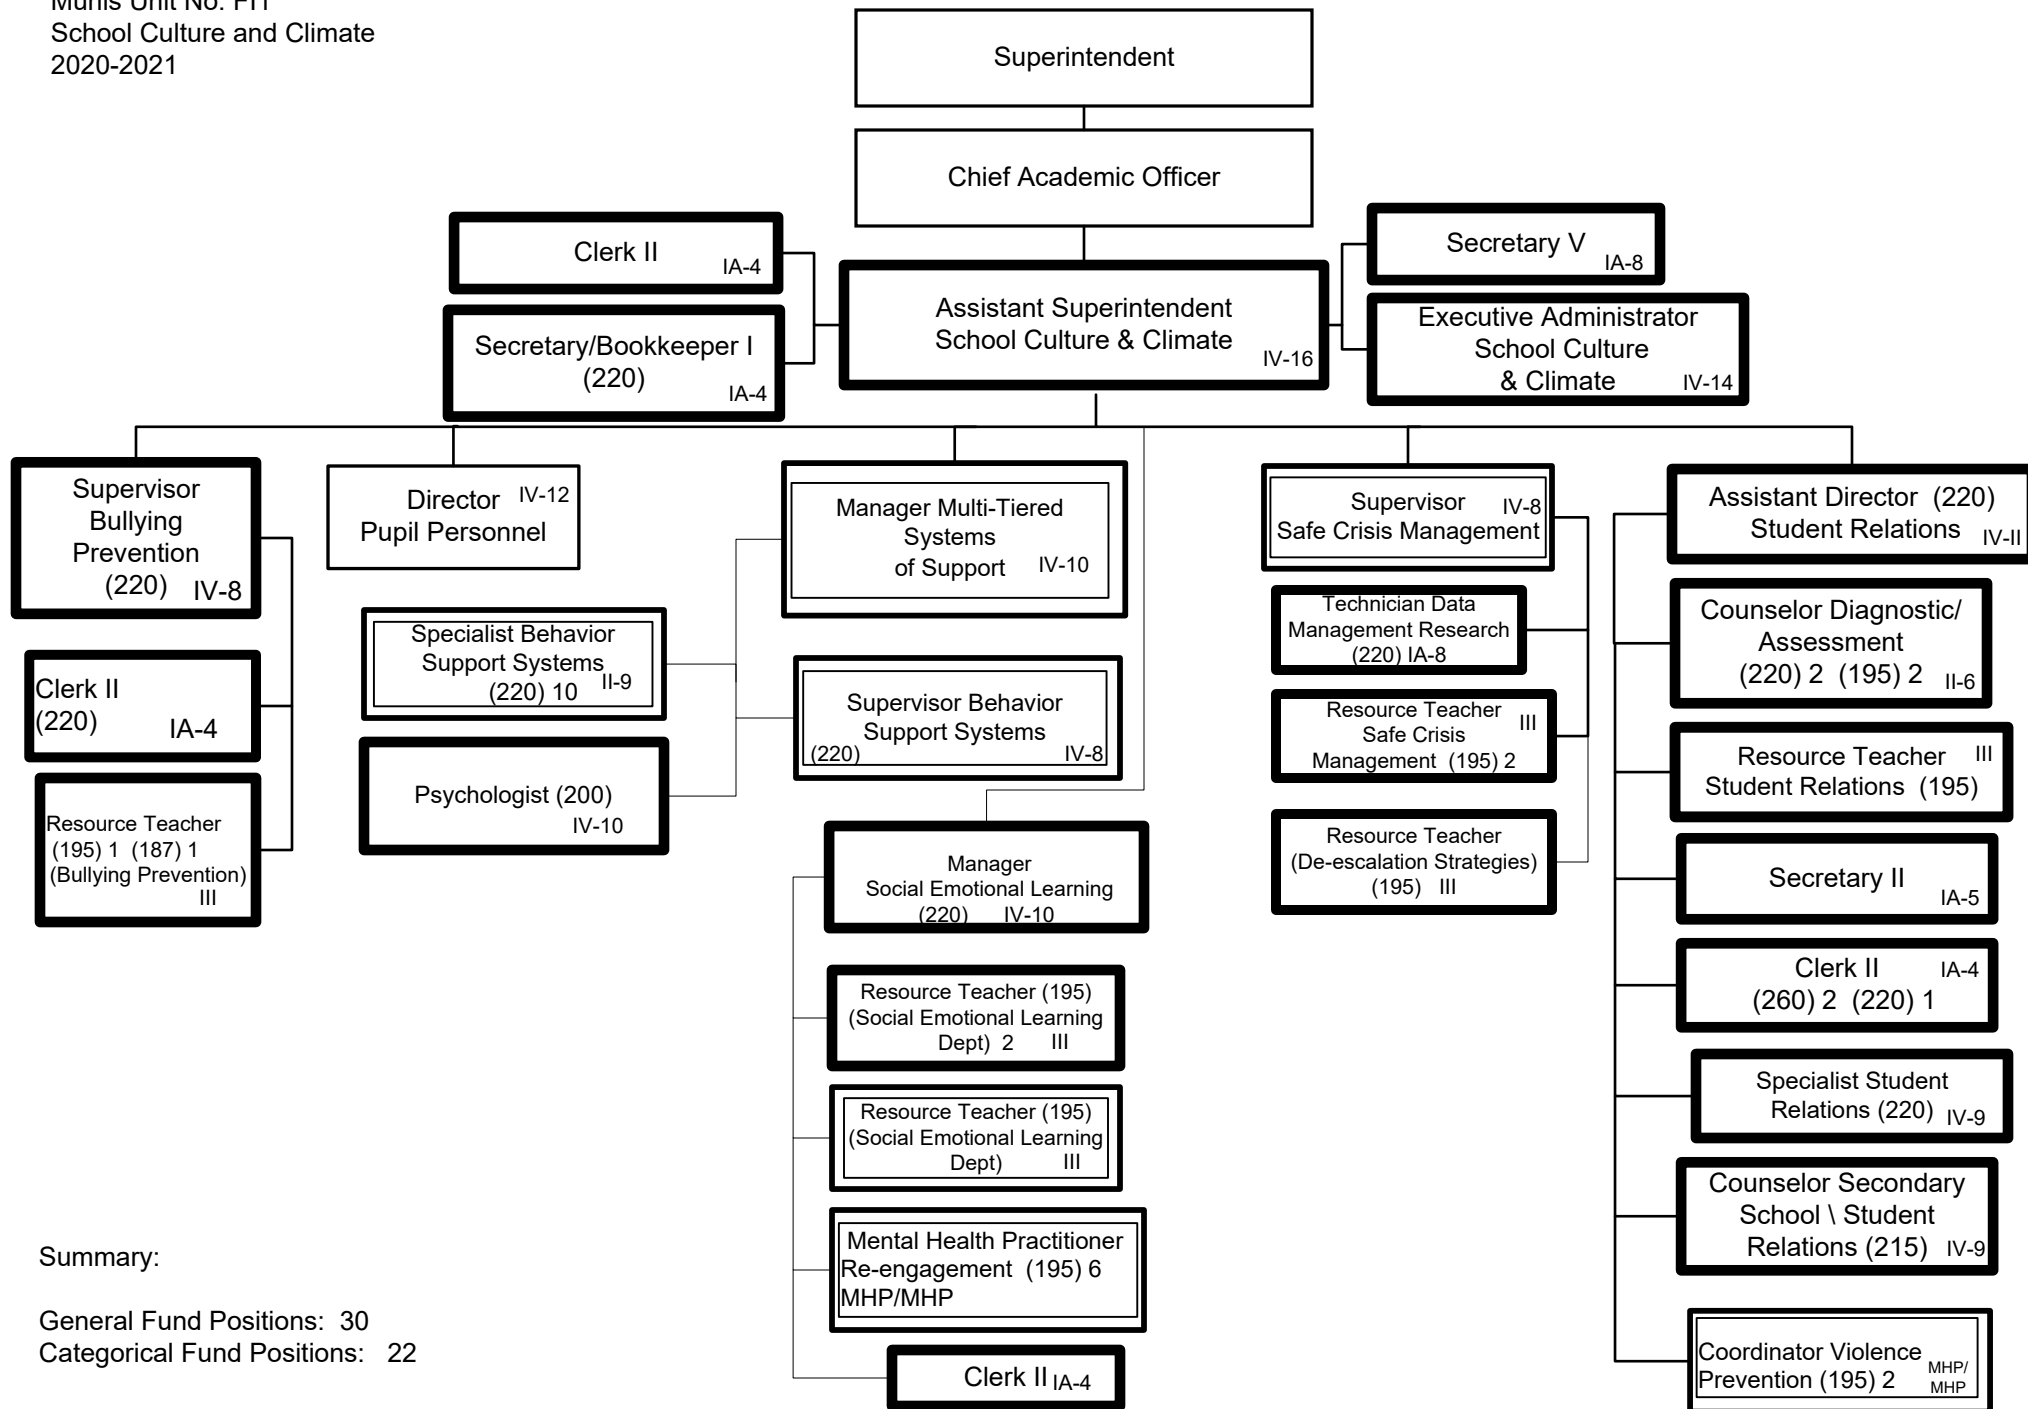 School Culture and Climate
2020-2021
Superintendent
Chief Academic Officer
Clerk II
IA-4
Secretary/Bookkeeper I
(220)
IA-4
Assistant Superintendent
School Culture & Climate
IV-16
Secretary V
IA-8
Executive Administrator
School Culture
& Climate IV-14
Supervisor
Bullying
Prevention
(220) IV-8
Clerk II
(220) IA-4
Resource Teacher
(195) 1 (187) 1
(Bullying Prevention)
III
Director IV-12
Pupil Personnel
Manager Multi-Tiered
Systems
of Support IV-10
Specialist Behavior
Support Systems
(220) 10 II-9
Supervisor Behavior
Support Systems
(220) IV-8
Psychologist (200)
IV-10
Manager
Social Emotional Learning
(220) IV-10
Resource Teacher (195)
(Social Emotional Learning
Dept) 2 III
Resource Teacher (195)
(Social Emotional Learning
Dept) III
Mental Health Practitioner
Re-engagement (195) 6
MHP/MHP
Clerk II IA-4
Supervisor IV-8
Safe Crisis Management
Technician Data
Management Research
(220) IA-8
Resource Teacher III
Safe Crisis
Management (195) 2
Resource Teacher
(De-escalation Strategies)
(195) III
Assistant Director (220)
Student Relations IV-II
Counselor Diagnostic/
Assessment
(220) 2 (195) 2 II-6
Resource Teacher III
Student Relations (195)
Secretary II
IA-5
Clerk II IA-4
(260) 2 (220) 1
Specialist Student
Relations (220) IV-9
Counselor Secondary
School \ Student
Relations (215) IV-9
Coordinator Violence MHP/
Prevention (195) 2 MHP
Summary:
General Fund Positions: 30
Categorical Fund Positions: 22